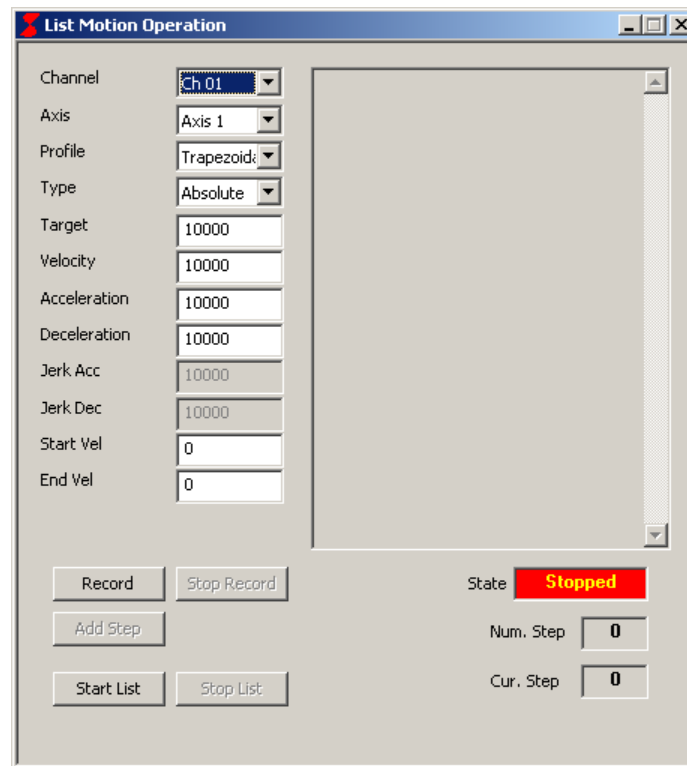 List Motion Operation
Channel Ch 01
Axis Axis 1
Profile Trapezoida
Type Absolute
Target 10000
Velocity 10000
Acceleration 10000
Deceleration 10000
Jerk Acc 10000
Jerk Dec 10000
Start Vel 0
End Vel 0
Record Stop Record State Stopped
Add Step Num. Step 0
Start List Stop List Cur. Step 0